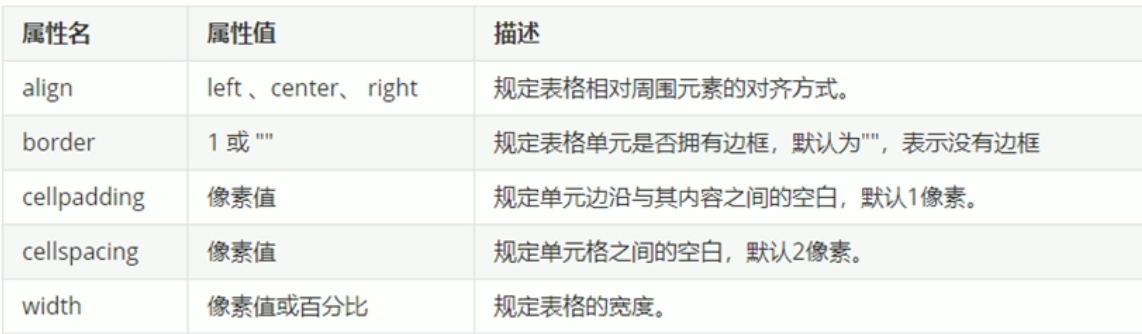 属性名 属性值 描述
align left 、center、 right 规定表格相对周围元素的对齐方式。
border 1 或 "" 规定表格单元是否拥有边框，默认为""，表示没有边框
cellpadding 像素值 规定单元边沿与其内容之间的空白，默认1像素。
cellspacing 像素值 规定单元格之间的空白，默认2像素。
width 像素值或百分比 规定表格的宽度。